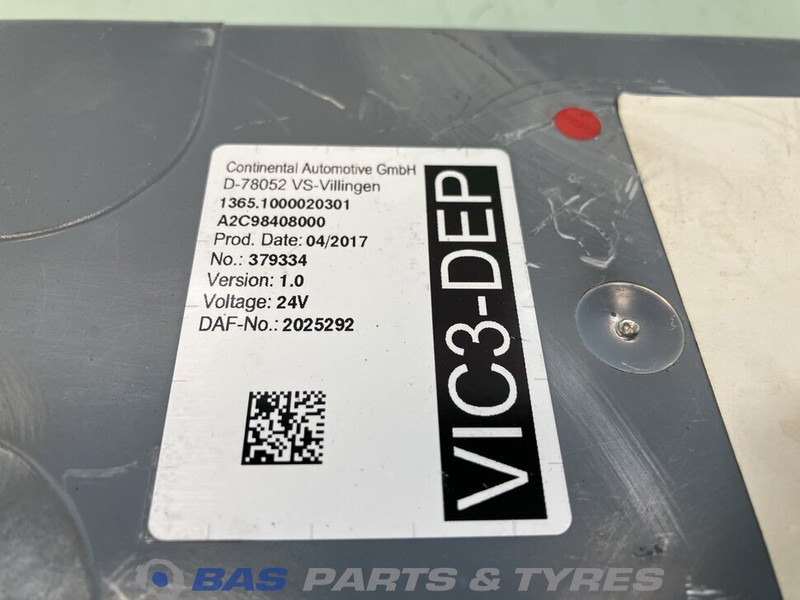 Continental Automotive GmbH
D-78052 VS-Villingen
1365.1000020301
A2C98408000
Prod. Date: 04/2017
No.: 379334
Version: 1.0
Voltage: 24V
DAF-No.: 2025292
VIC3-DEP
BAS PARTS & TYRES